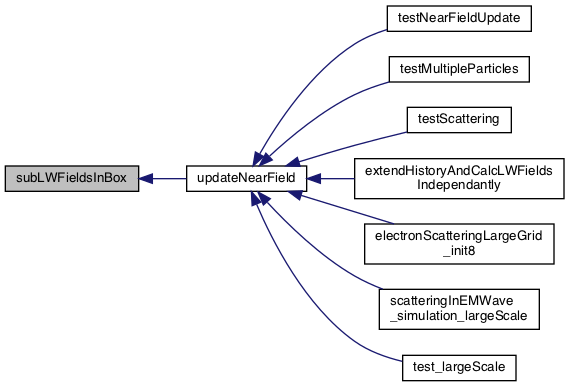 testNearFieldUpdate
testMultipleParticles
testScattering
subLWFieldsInBox
updateNearField
extendHistoryAndCalcLWFields
Independantly
electronScatteringLargeGrid
_init8
scatteringInEMWave
_simulation_largeScale
test_largeScale